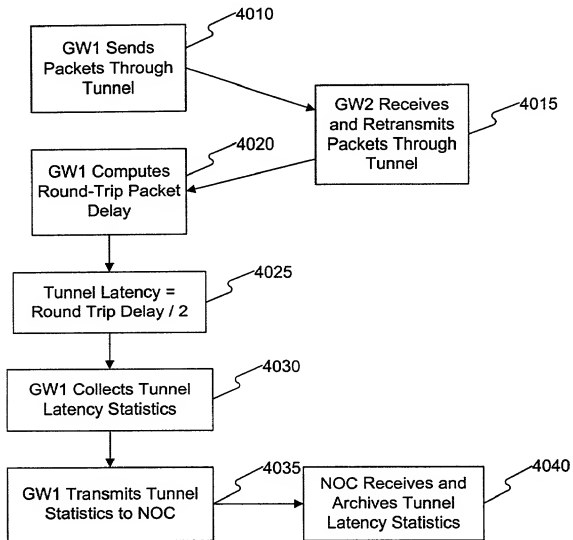 4010
GW1 Sends
Packets Through
Tunnel
GW2 Receives
and Retransmits
Packets Through
Tunnel
4015
4020
GW1 Computes
Round-Trip Packet
Delay
4025
Tunnel Latency =
Round Trip Delay / 2
4030
GW1 Collects Tunnel
Latency Statistics
4035
GW1 Transmits Tunnel
Statistics to NOC
4040
NOC Receives and
Archives Tunnel
Latency Statistics